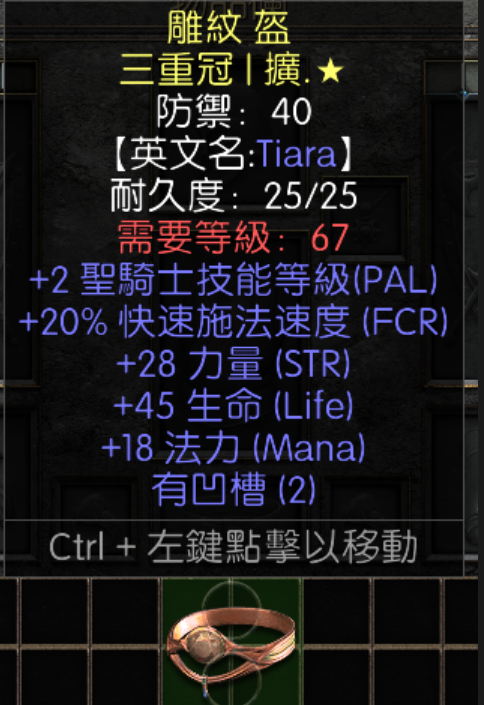 雕紋 盔
三重冠 | 擴.★
防禦: 40
【英文名:Tiara】
耐久度: 25/25
需要等級: 67
+2 聖騎士技能等級(PAL)
+20% 快速施法速度 (FCR)
+28 力量 (STR)
+45 生命 (Life)
+18 法力 (Mana)
有凹槽 (2)
Ctrl + 左鍵點擊以移動